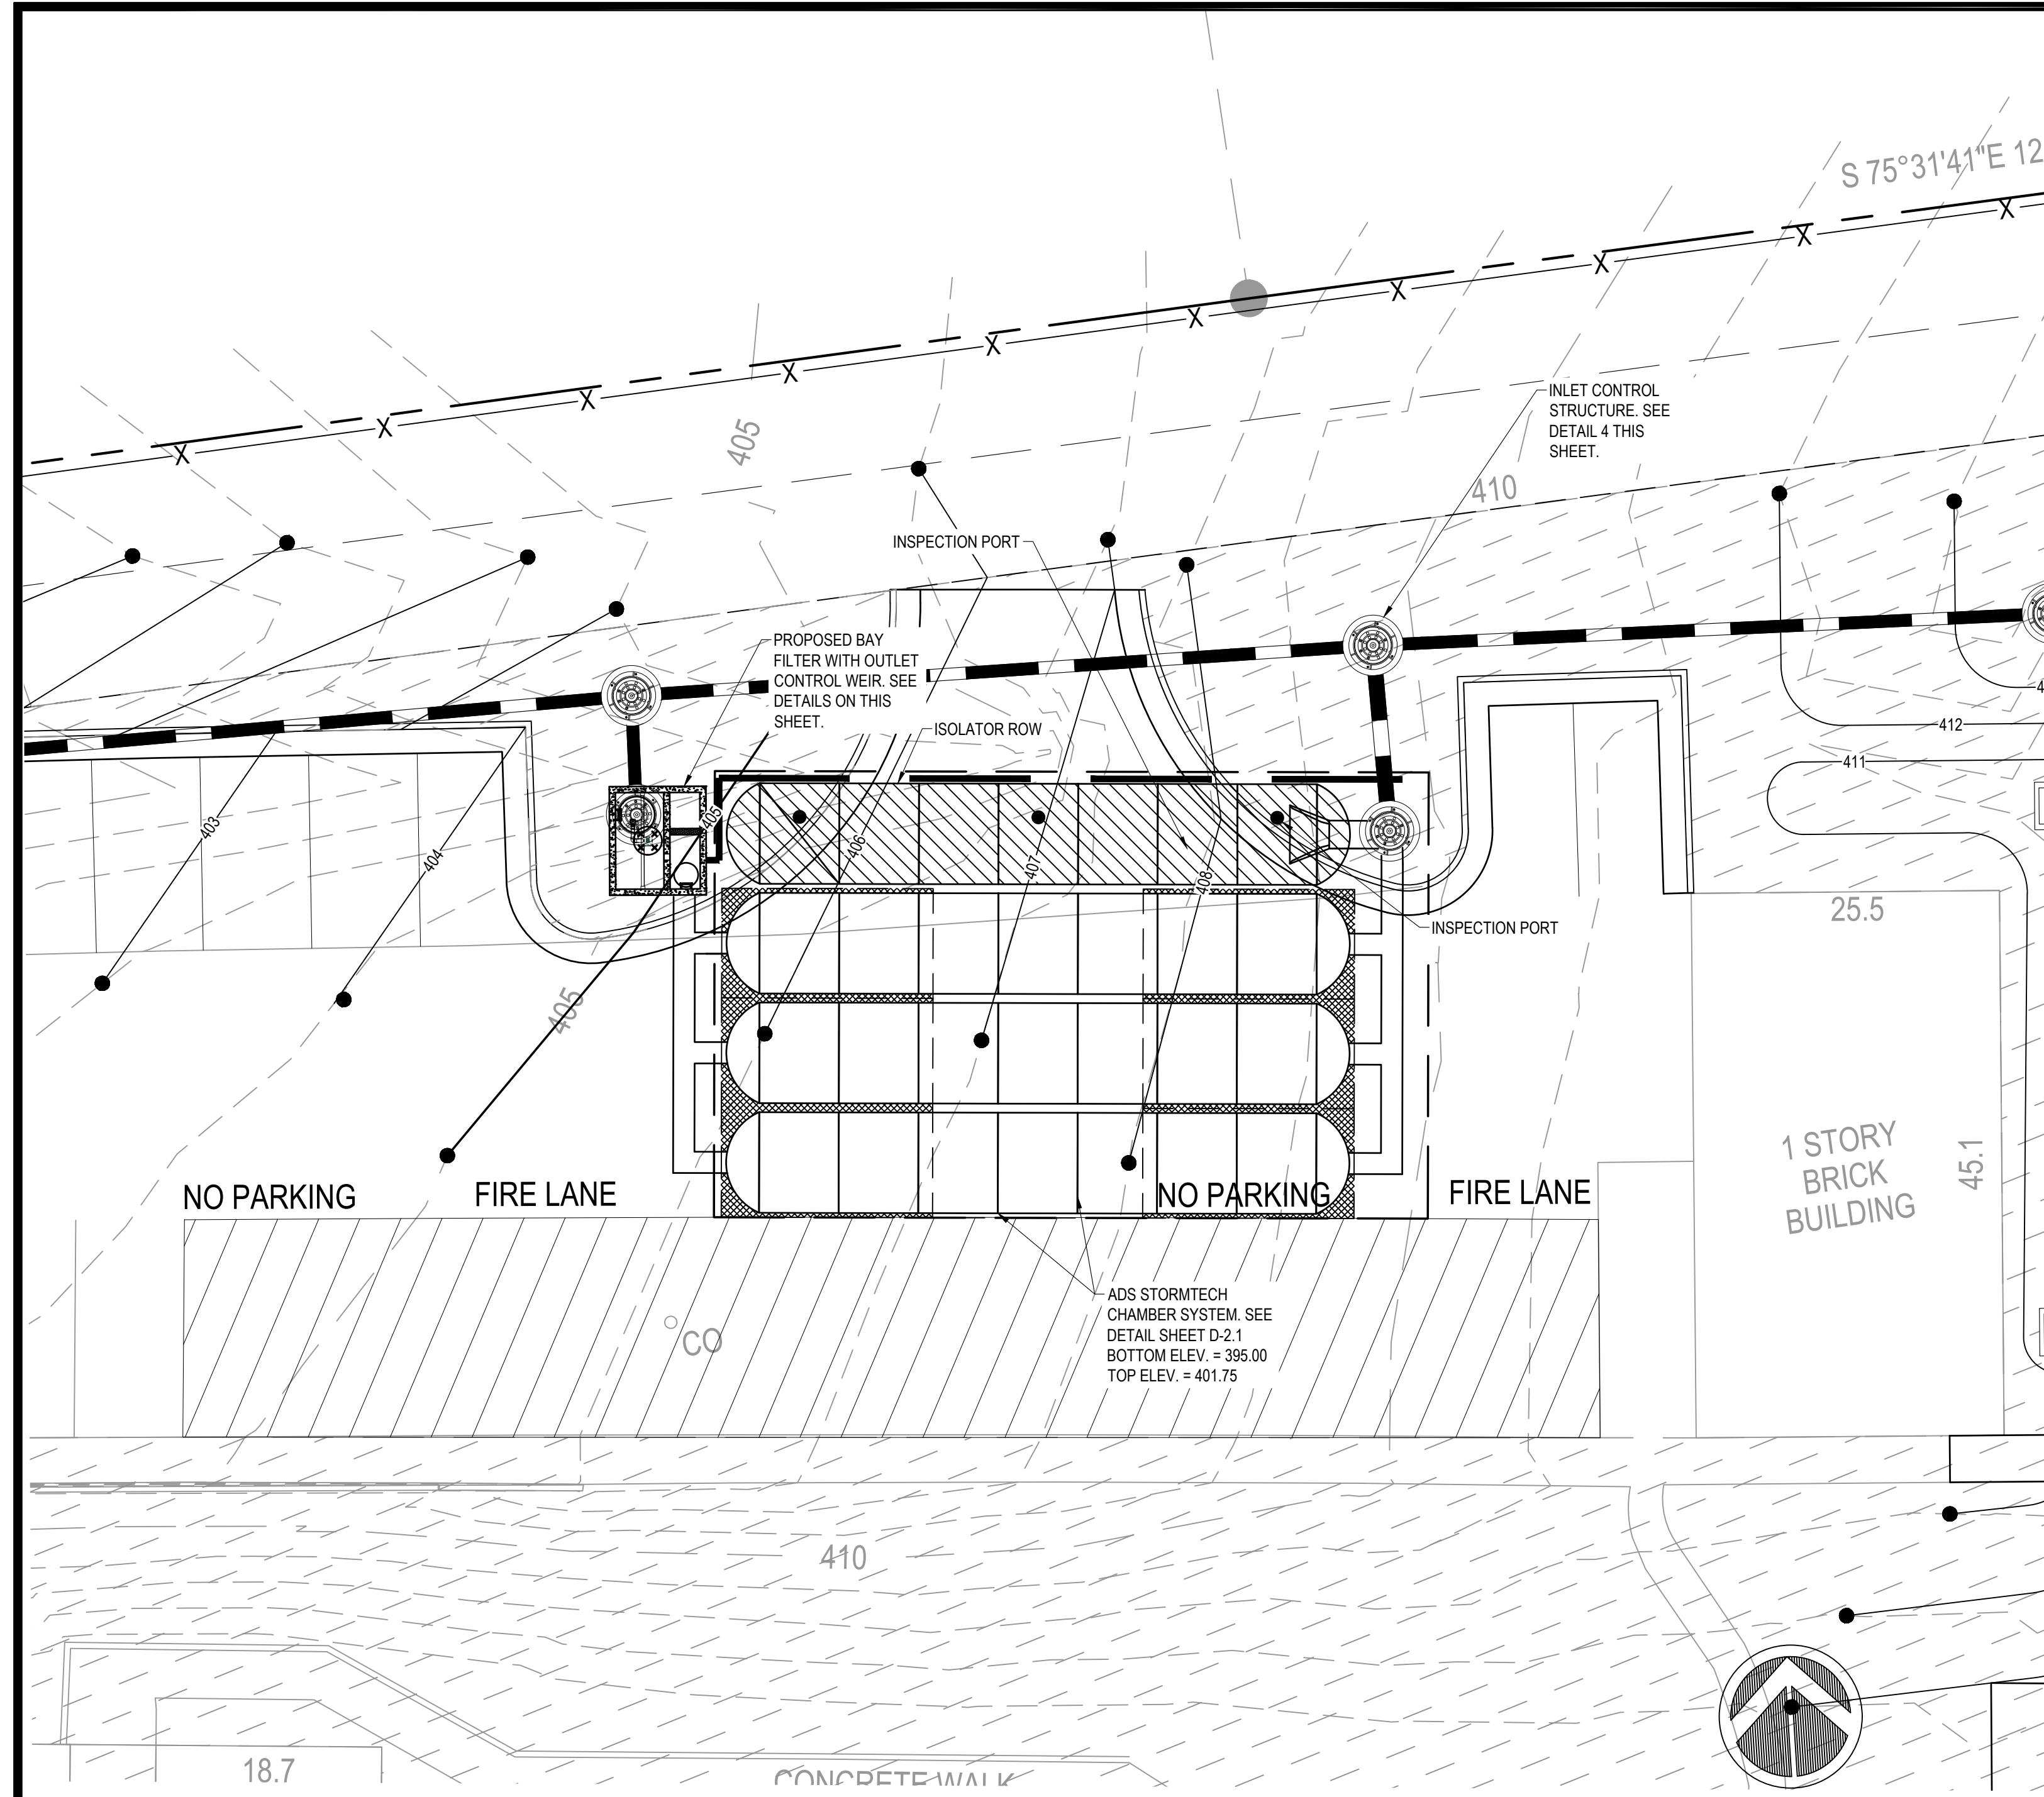 S 75°31'41"E 12
INLET CONTROL
STRUCTURE. SEE
DETAIL 4 THIS
SHEET.
405
410
INSPECTION PORT
PROPOSED BAY
FILTER WITH OUTLET
CONTROL WEIR. SEE
DETAILS ON THIS
SHEET.
ISOLATOR ROW
412
411
403
404
405
406
407
408
25.5
INSPECTION PORT
405
1 STORY
BRICK
BUILDING
45.1
NO PARKING
FIRE LANE
NO PARKING
FIRE LANE
ADS STORMTECH
CHAMBER SYSTEM. SEE
DETAIL SHEET D-2.1
BOTTOM ELEV. = 395.00
TOP ELEV. = 401.75
CO
410
18.7
CONCRETE WALK